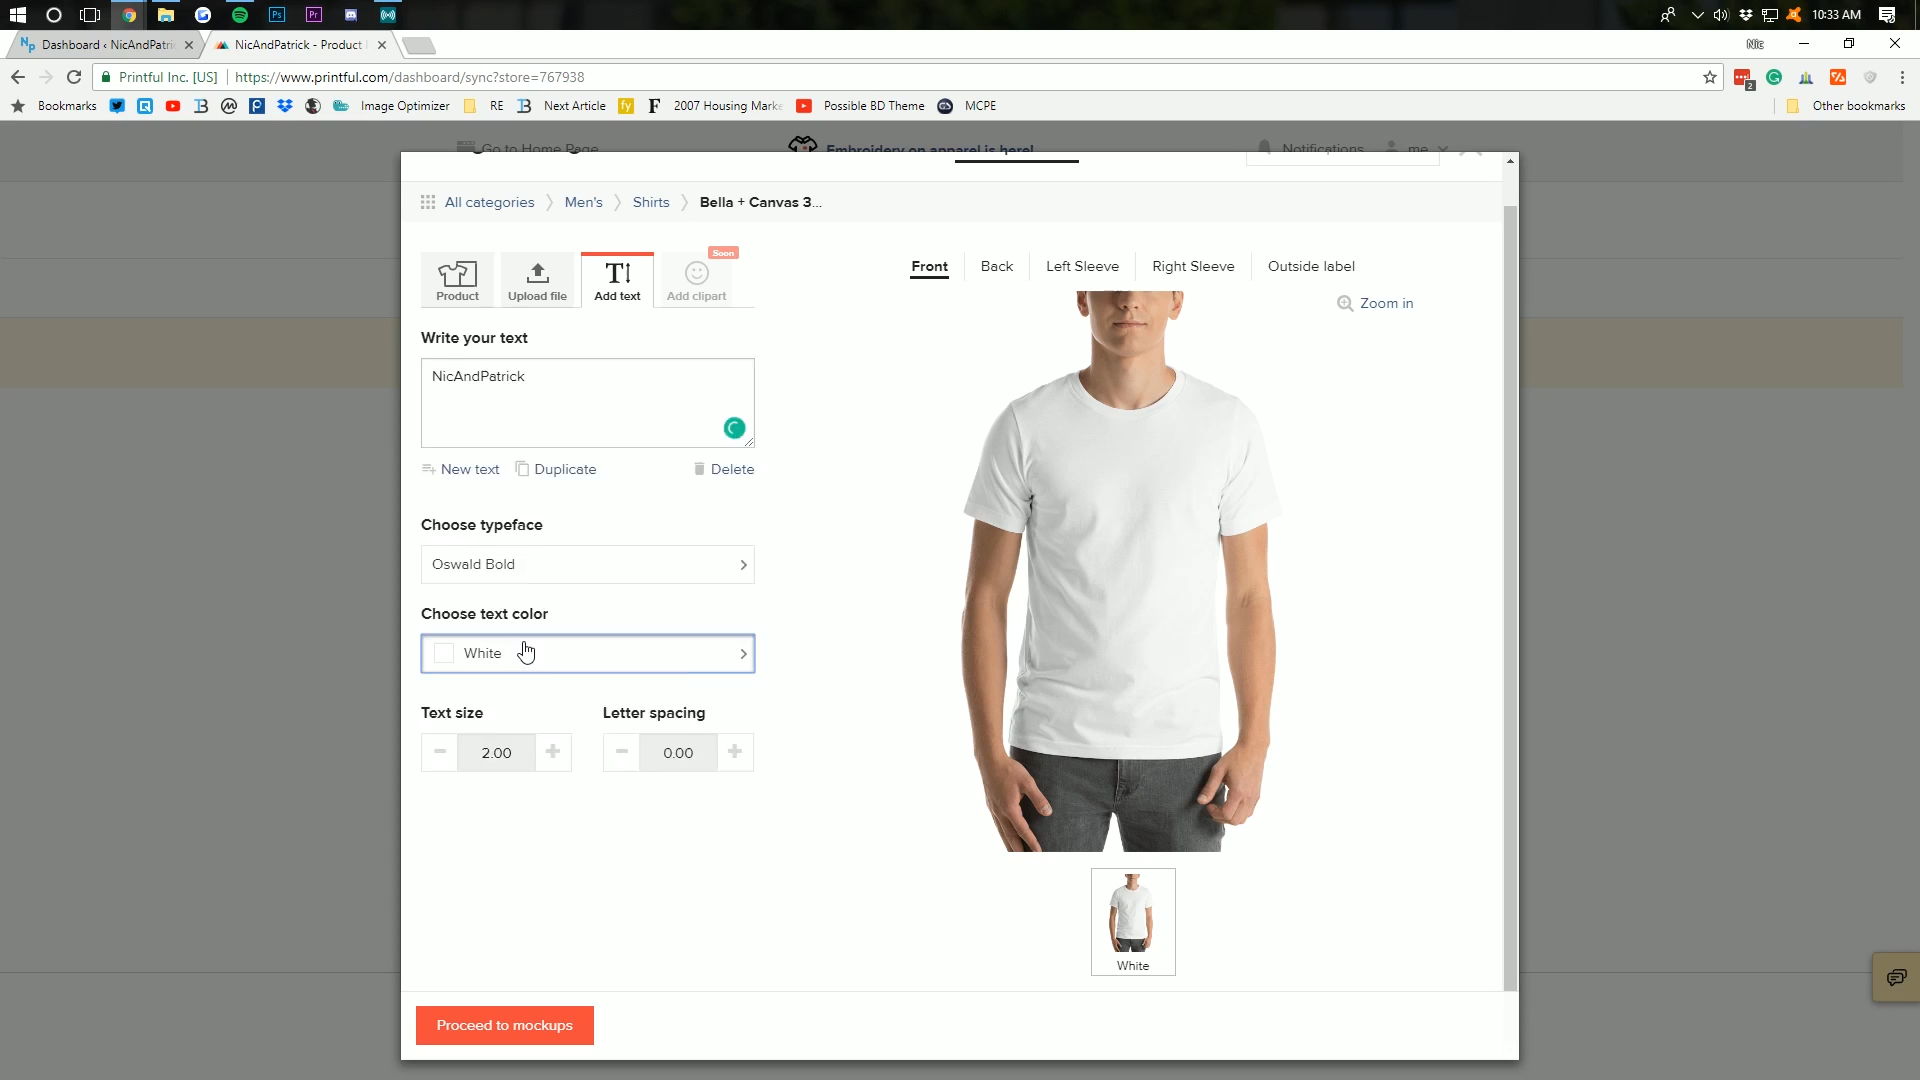 10:33 AM
Dashboard ‹ NicAndPatri
NicAndPatrick - Product
Nic
Printful Inc. [US]
https://www.printful.com/dashboard/sync?store=767938
2
Bookmarks
Image Optimizer
RE
Next Article
fy
F
2007 Housing Marke
Possible BD Theme
MCPE
Other bookmarks
Go to Home Page
Embroidery on apparel is here!
Notifications
me
All categories
Men's
Shirts
Bella + Canvas 3...
Product
Upload file
Add text
Soon
Add clipart
Front
Back
Left Sleeve
Right Sleeve
Outside label
Zoom in
Write your text
NicAndPatrick
New text
Duplicate
Delete
Choose typeface
Oswald Bold
Choose text color
White
Text size
Letter spacing
2.00
0.00
White
Proceed to mockups